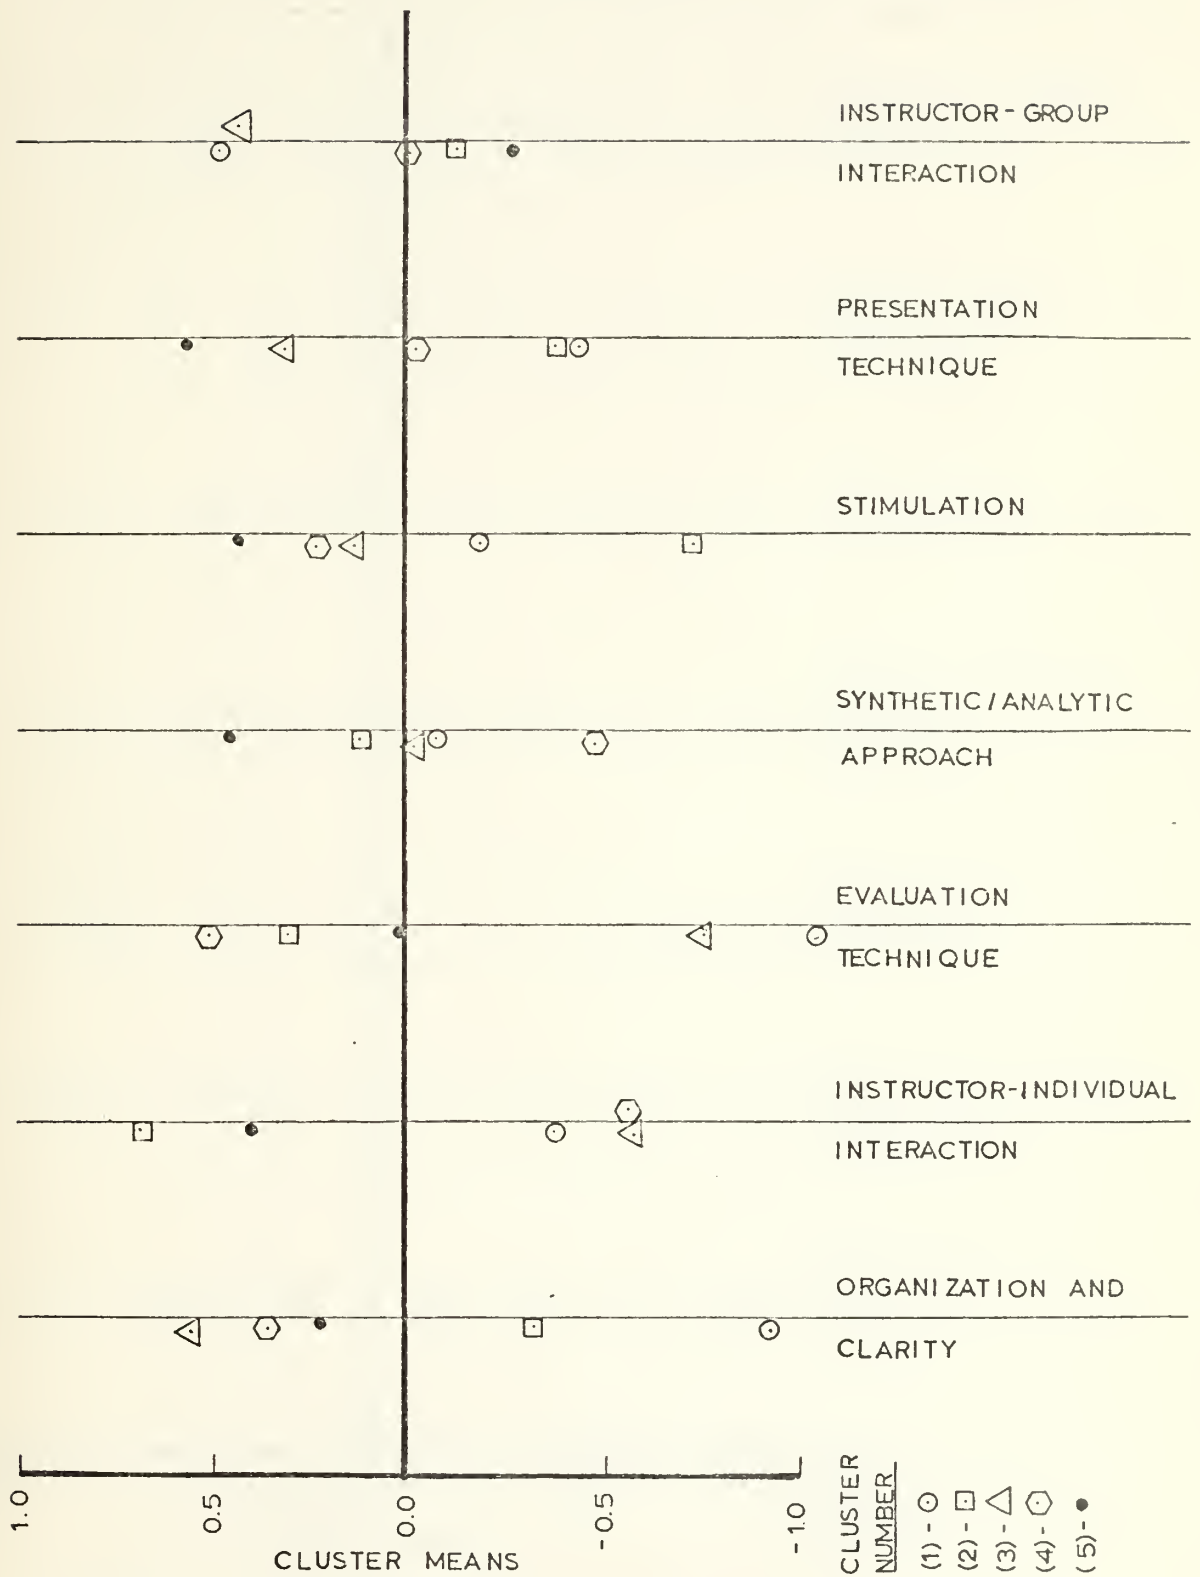 INSTRUCTOR-GROUP
INTERACTION
PRESENTATION
TECHNIQUE
STIMULATION
SYNTHETIC/ANALYTIC
APPROACH
EVALUATION
TECHNIQUE
INSTRUCTOR-INDIVIDUAL
INTERACTION
ORGANIZATION AND
CLARITY
1.0
0.5
0.0
-0.5
-1.0
CLUSTER MEANS
CLUSTER
NUMBER
(1)-
(2)-
(3)-
(4)-
(5)-